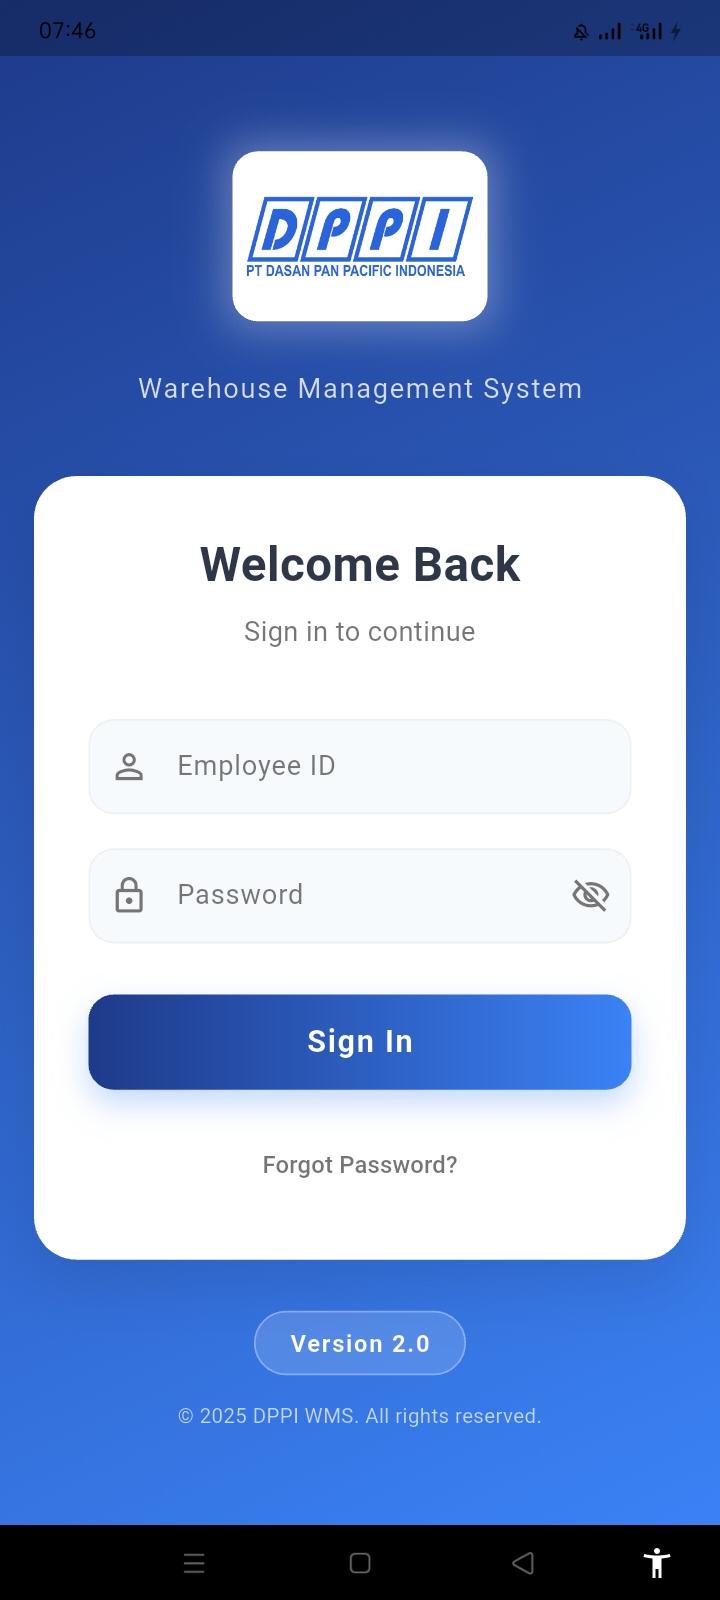 07:46
4G
DPPI
PT DASAN PAN PACIFIC INDONESIA
Warehouse Management System
Welcome Back
Sign in to continue
Employee ID
Password
Sign In
Forgot Password?
Version 2.0
© 2025 DPPI WMS. All rights reserved.